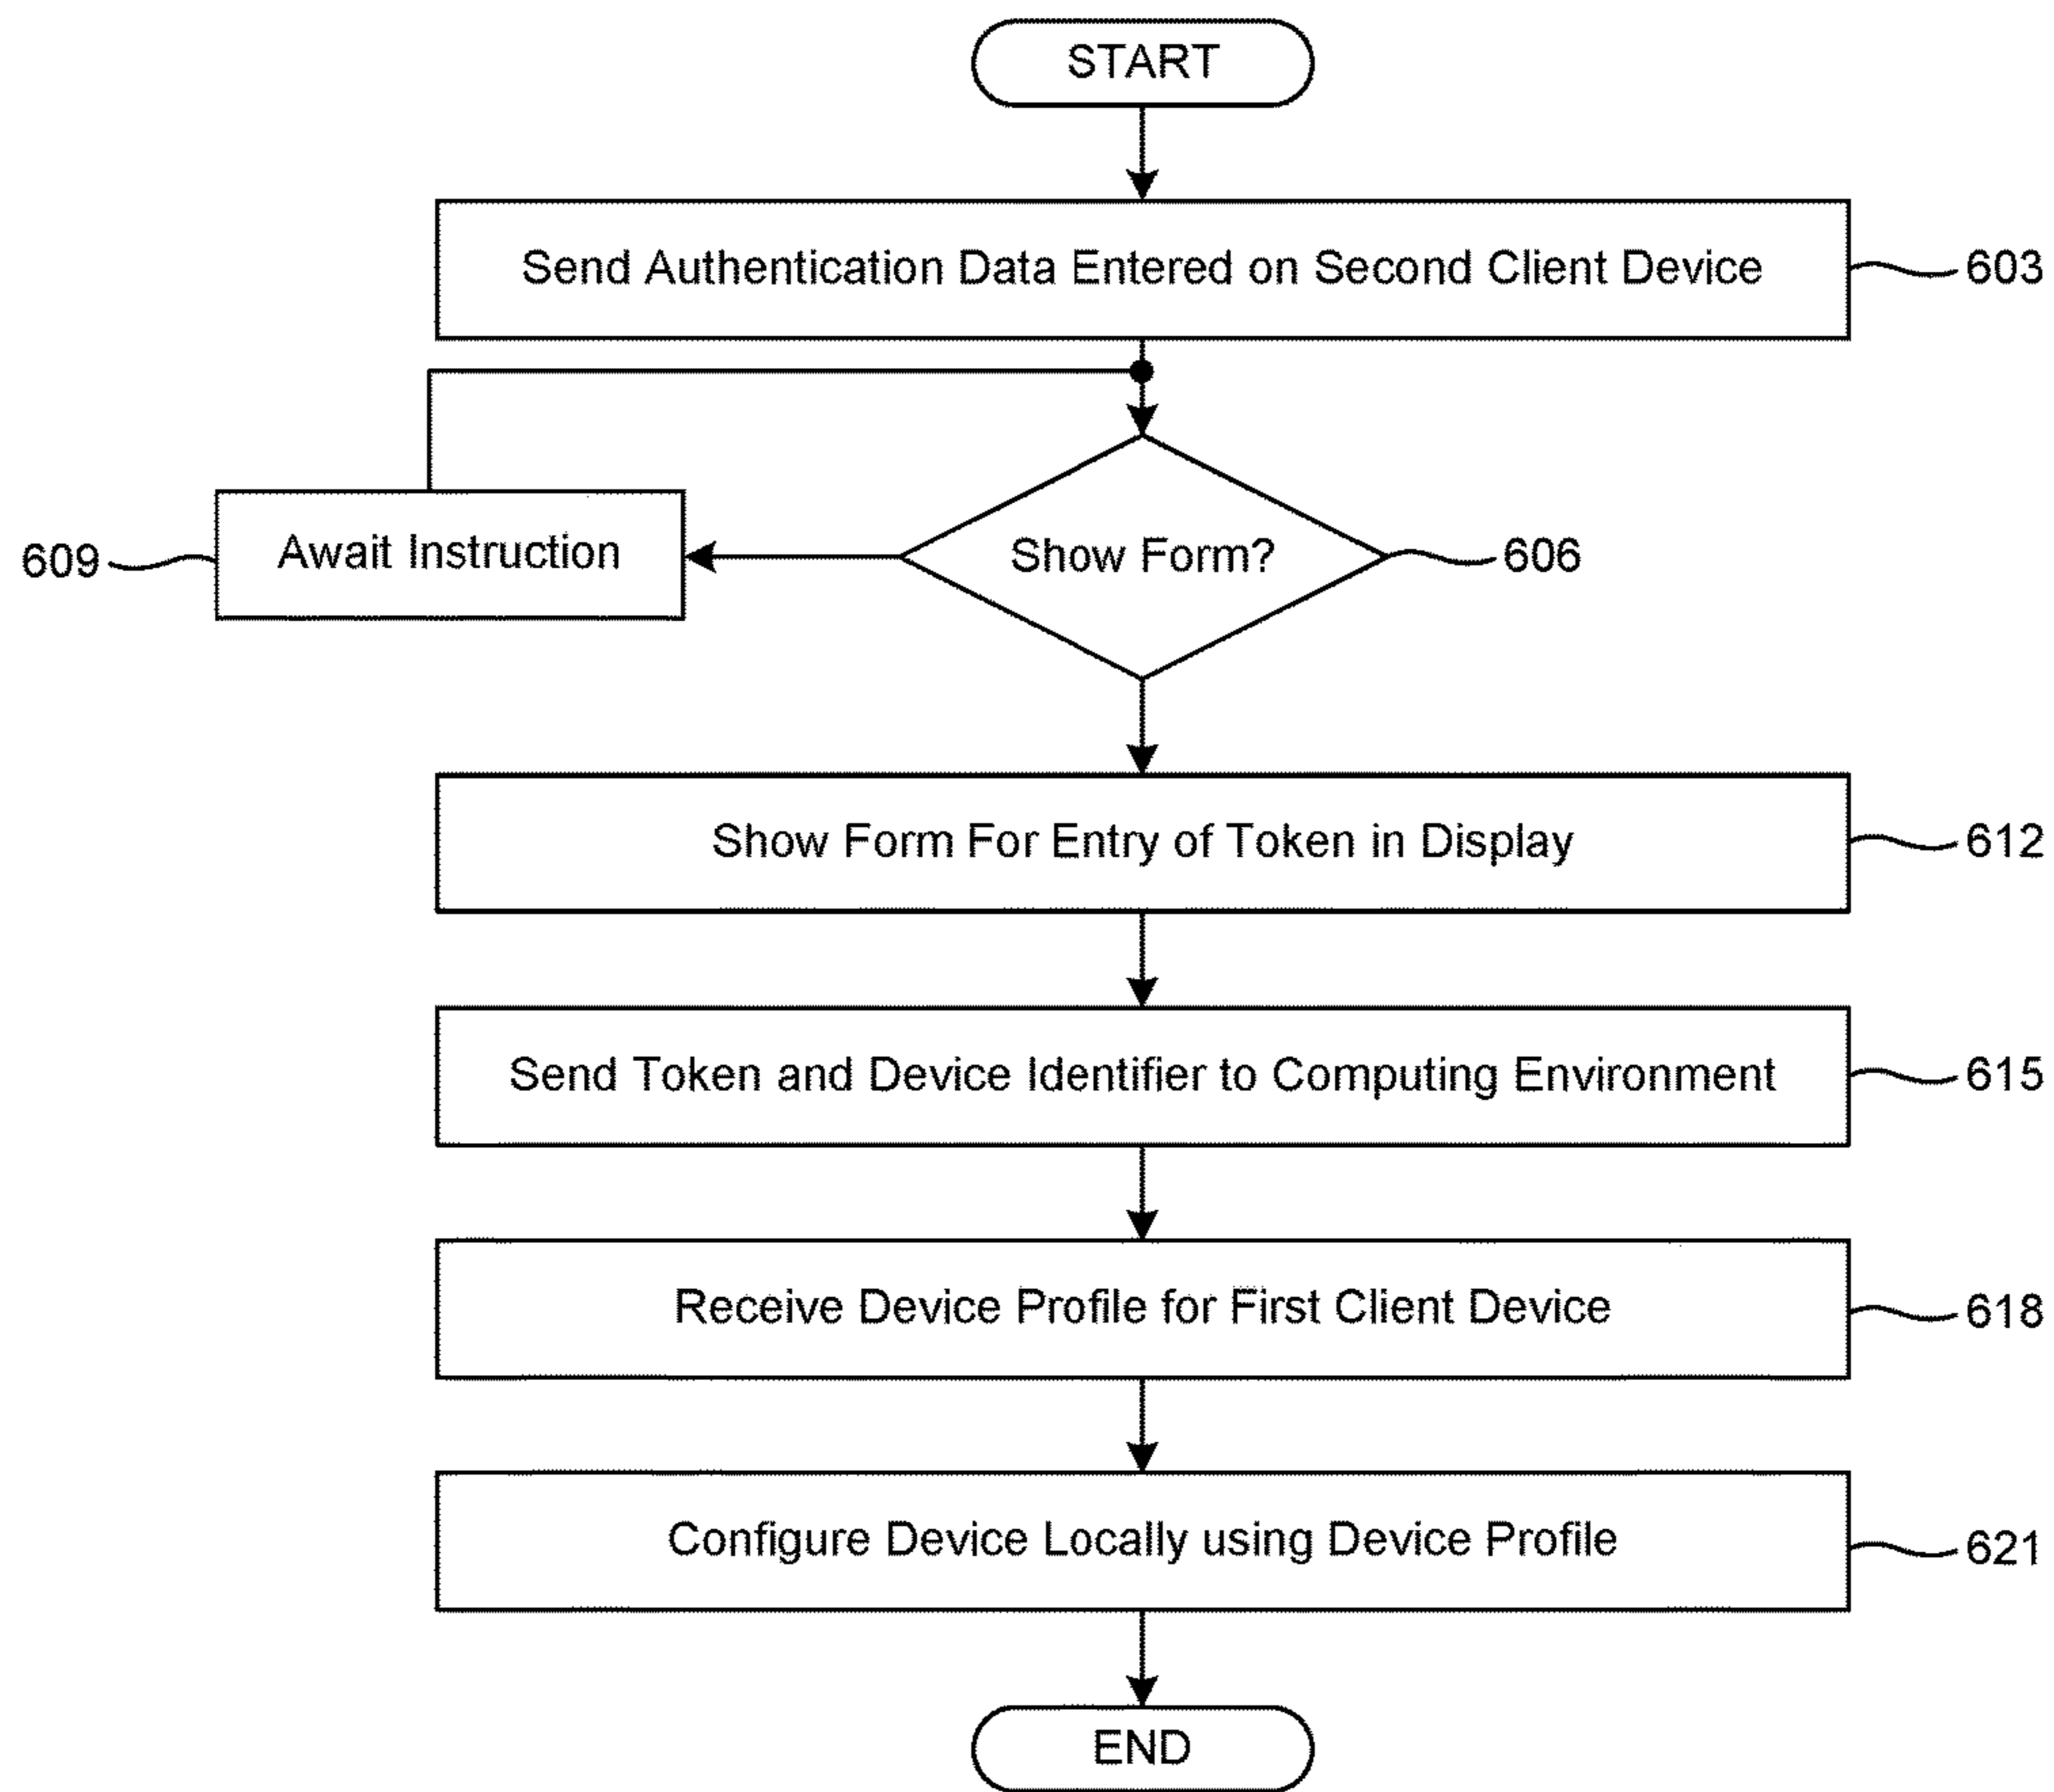 START
Send Authentication Data Entered on Second Client Device
603
Await Instruction
609
Show Form?
606
Show Form For Entry of Token in Display
612
Send Token and Device Identifier to Computing Environment
615
Receive Device Profile for First Client Device
618
Configure Device Locally using Device Profile
621
END